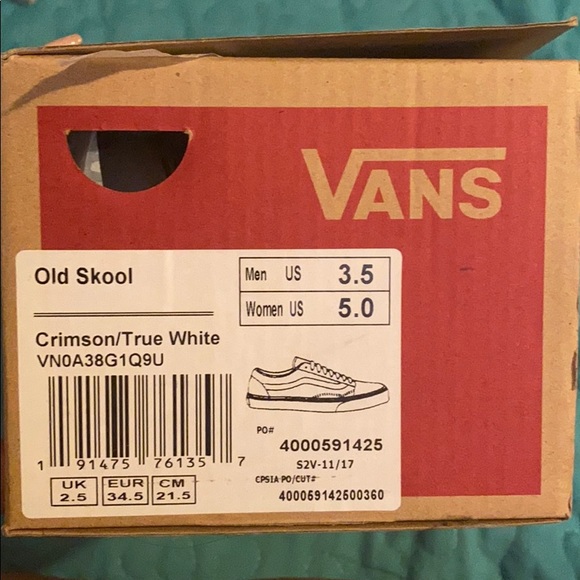 VANS
Old Skool
Men US 3.5
Women US 5.0
Crimson/True White
VN0A38G1Q9U
PO#
4000591425
S2V-11/17
CPSIA PO/CUT#
400059142500360
1 91475 76135 7
UK EUR CM
2.5 34.5 21.5